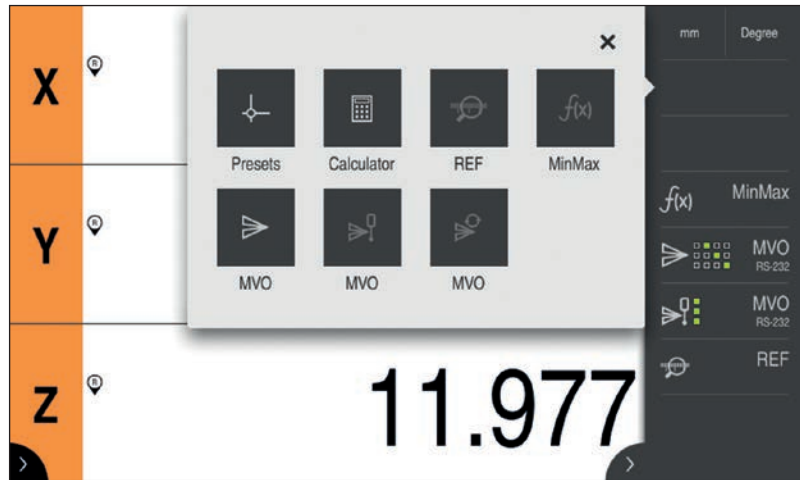 mm Degree
X R
Presets Calculator REF f(x) MinMax
f(x) MinMax
Y R
MVO MVO MVO
MVO
RS-232
MVO
RS-232
REF
Z R 11.977